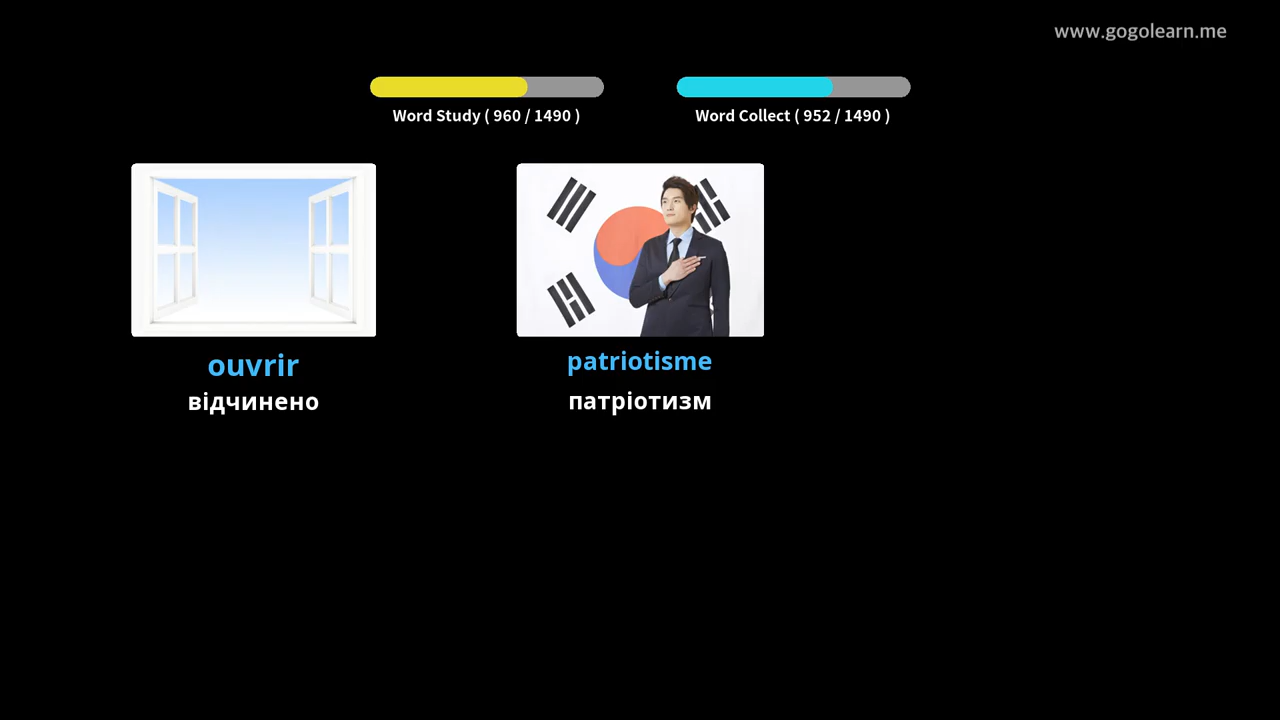 www.gogolearn.me
Word Study ( 960 / 1490 )
Word Collect ( 952 / 1490 )
ouvrir
відчинено
patriotisme
патріотизм